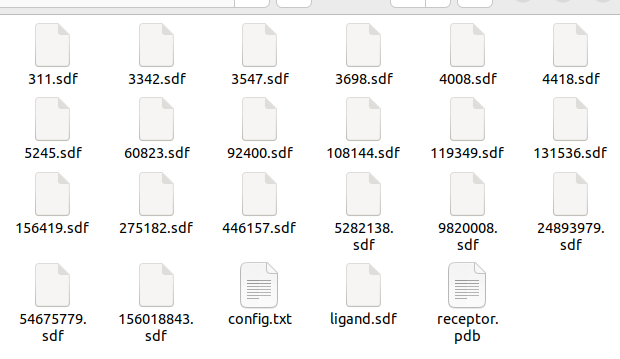 311.sdf 3342.sdf 3547.sdf 3698.sdf 4008.sdf 4418.sdf
5245.sdf 60823.sdf 92400.sdf 108144.sdf 119349.sdf 131536.sdf
156419.sdf 275182.sdf 446157.sdf 5282138. 9820008. 24893979.
sdf sdf sdf
54675779. 156018843. config.txt ligand.sdf receptor.
sdf sdf pdb